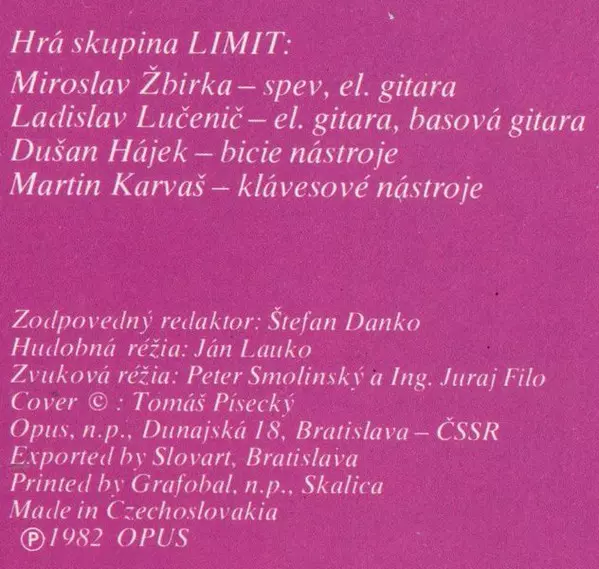 Hrá skupina LIMIT:
Miroslav Žbirka – spev, el. gitara
Ladislav Lučenič – el. gitara, basová gitara
Dušan Hájek – bicie nástroje
Martin Karvaš – klávesové nástroje
Zodpovedný redaktor: Štefan Danko
Hudobná réžia: Ján Lauko
Zvuková réžia: Peter Smolinský a Ing. Juraj Filo
Cover © : Tomáš Písecký
Opus, n.p., Dunajská 18, Bratislava – ČSSR
Exported by Slovart, Bratislava
Printed by Grafobal, n.p., Skalica
Made in Czechoslovakia
℗ 1982 OPUS